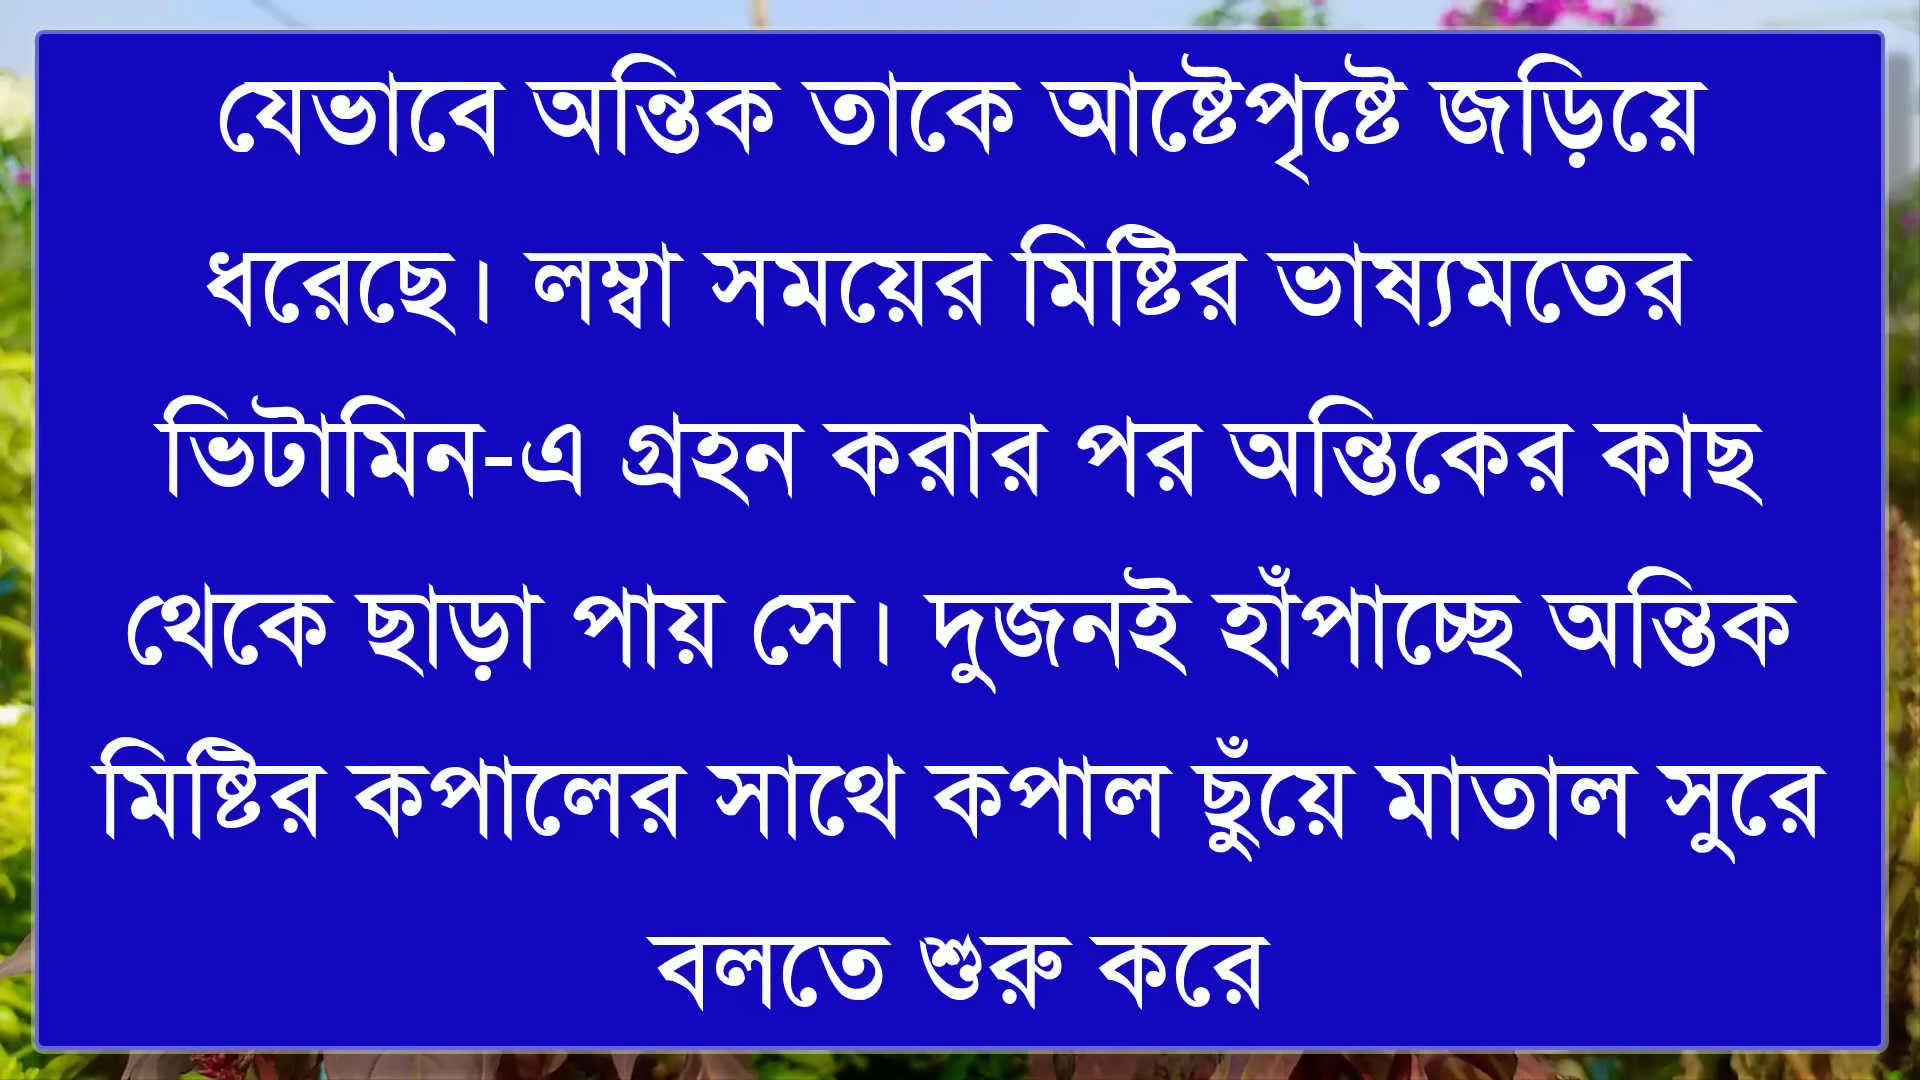 যেভাবে অন্তিক তাকে আষ্টেপৃষ্টে জড়িয়ে
ধরেছে। লম্বা সময়ের মিষ্টির ভাষ্যমতের
ভিটামিন-এ গ্রহন করার পর অন্তিকের কাছ
থেকে ছাড়া পায় সে। দুজনই হাঁপাচ্ছে অন্তিক
মিষ্টির কপালের সাথে কপাল ছুঁয়ে মাতাল সুরে
বলতে শুরু করে